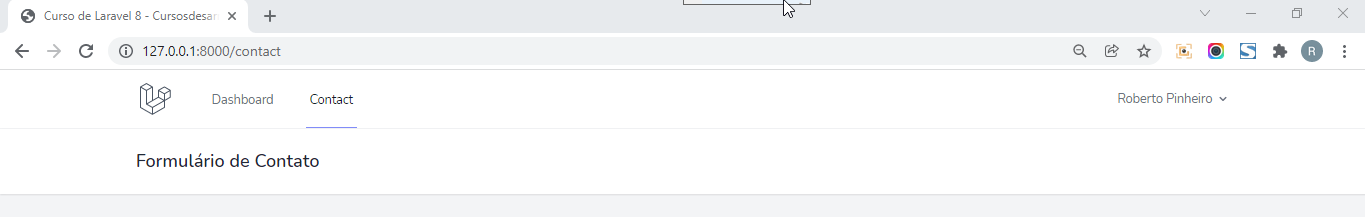 Curso de Laravel 8 - Cursosdesar
127.0.0.1:8000/contact
R
Dashboard
Contact
Roberto Pinheiro
Formulário de Contato